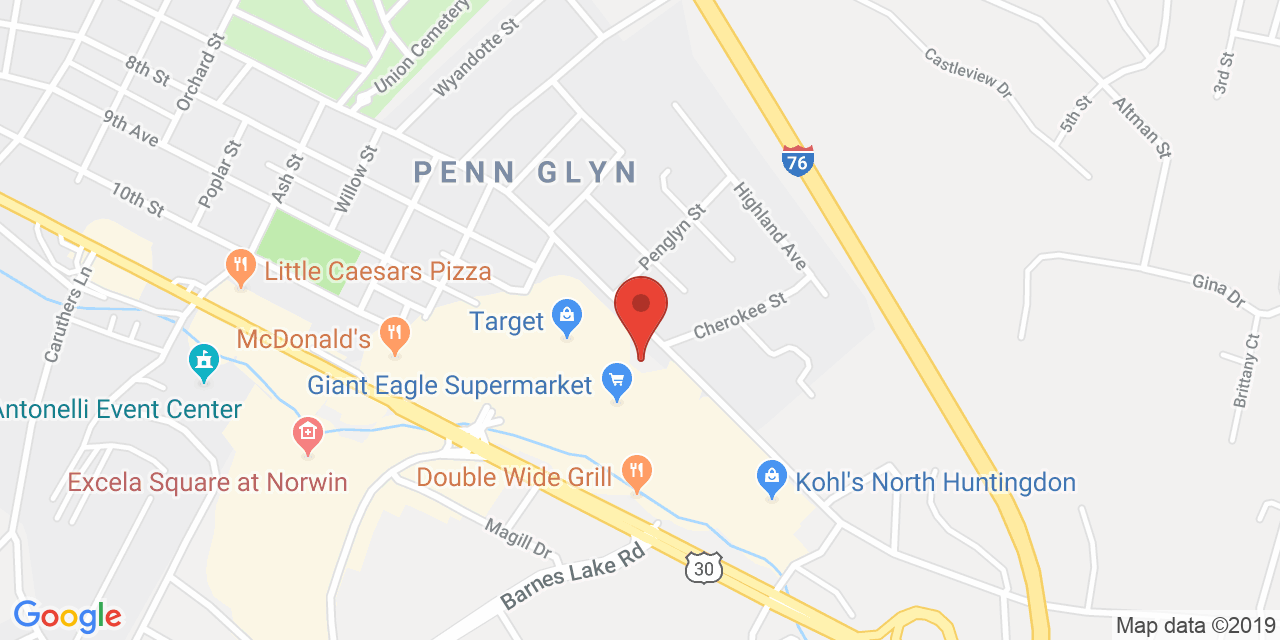 Union Cemetery
Wyandotte St
Orchard St
8th St
9th Ave
Poplar St
Ash St
Willow St
10th St
PENN GLYN
76
Castleview Dr
5th St
Altman St
3rd St
Highland Ave
Penglyn St
Cherokee St
Gina Dr
Brittany Ct
Caruthers Ln
Little Caesars Pizza
Target
McDonald's
Giant Eagle Supermarket
Antonelli Event Center
Excela Square at Norwin
Double Wide Grill
Kohl's North Huntingdon
Magill Dr
Barnes Lake Rd
30
Google
Map data ©2019